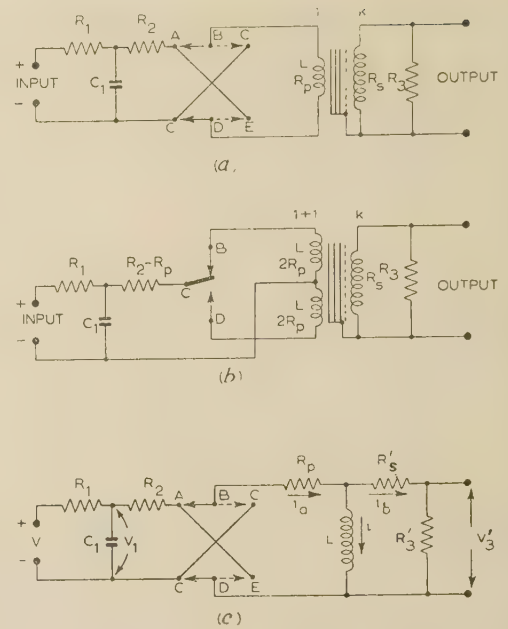 R₁ R₂ A B C 1 k
+ INPUT - C₁ L Rp Rs R₃ OUTPUT
C D E
(a.
1+1 k
B L 2Rp
R₁ R₂-Rp C Rs R₃ OUTPUT
+ INPUT - C₁ D L 2Rp
(b)
R₁ R₂ A B C Rp R's
ia ib
+ V - C₁ V₁ L i R'₃ V'₃
C D E
(c)